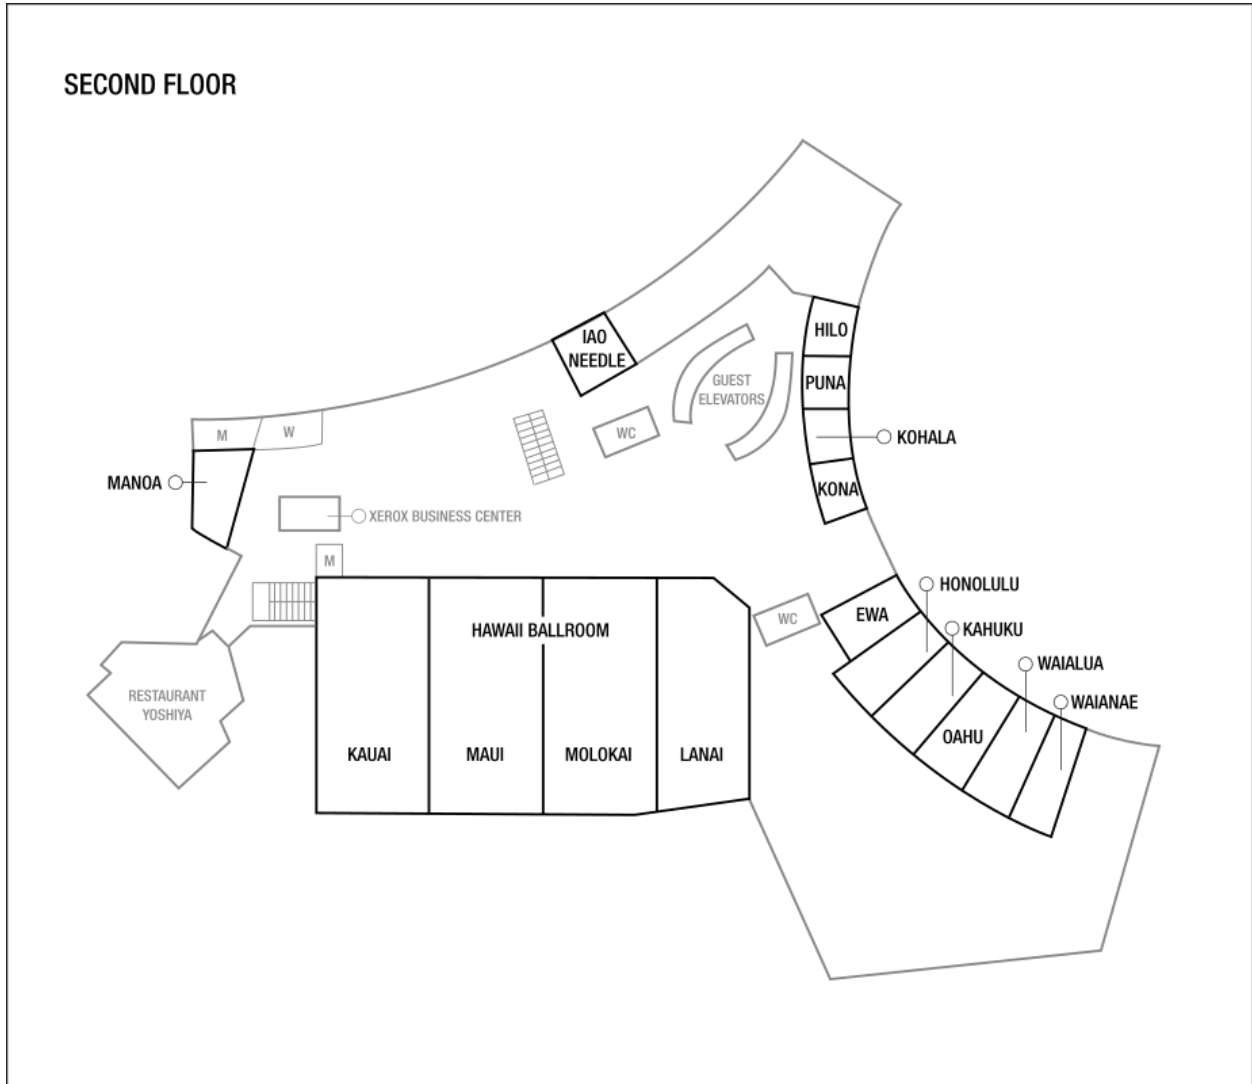 SECOND FLOOR
IAO
NEEDLE
HILO
PUNA
GUEST
ELEVATORS
KOHALA
KONA
M
W
WC
MANOA
XEROX BUSINESS CENTER
M
HONOLULU
EWA
WC
KAHUKU
HAWAII BALLROOM
WAIALUA
WAIANAE
RESTAURANT
YOSHIYA
OAHU
KAUAI
MAUI
MOLOKAI
LANAI